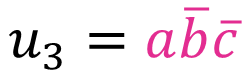 u₃ = ab̅c̅